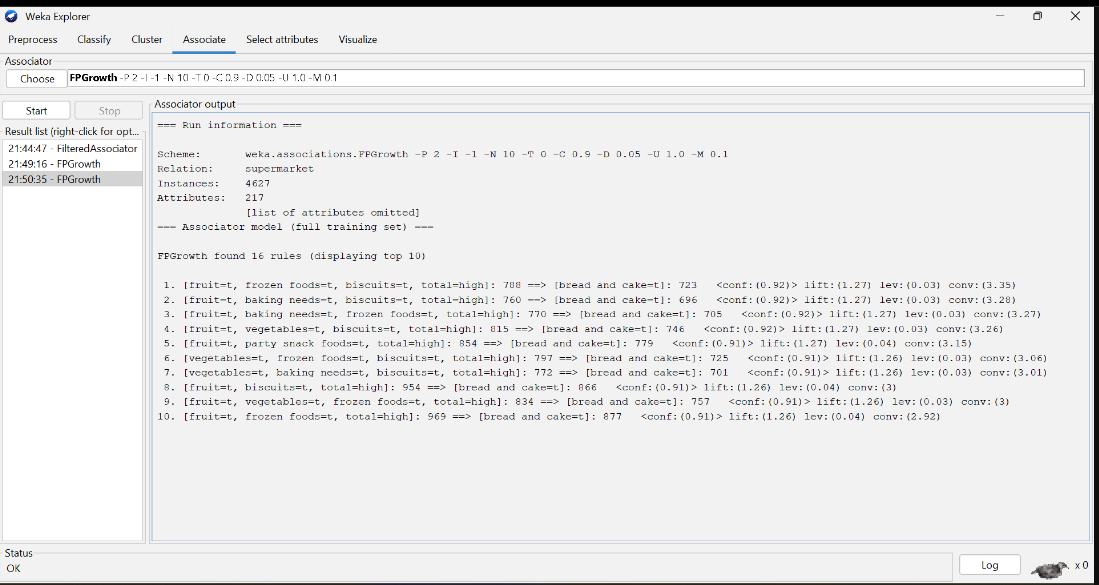 Weka Explorer
Preprocess Classify Cluster Associate Select attributes Visualize
Associator
Choose FPGrowth -P 2 -I -1 -N 10 -T 0 -C 0.9 -D 0.05 -U 1.0 -M 0.1
Start Stop
Result list (right-click for opt...
21:44:47 - FilteredAssociator
21:49:16 - FPGrowth
21:50:35 - FPGrowth
Associator output
=== Run information ===
Scheme: weka.associations.FPGrowth -P 2 -I -1 -N 10 -T 0 -C 0.9 -D 0.05 -U 1.0 -M 0.1
Relation: supermarket
Instances: 4627
Attributes: 217
[list of attributes omitted]
=== Associator model (full training set) ===
FPGrowth found 16 rules (displaying top 10)
1. [fruit=t, frozen foods=t, biscuits=t, total=high]: 788 ==> [bread and cake=t]: 723 <conf:(0.92)> lift:(1.27) lev:(0.03) conv:(3.35)
2. [fruit=t, baking needs=t, biscuits=t, total=high]: 760 ==> [bread and cake=t]: 696 <conf:(0.92)> lift:(1.27) lev:(0.03) conv:(3.28)
3. [fruit=t, baking needs=t, frozen foods=t, total=high]: 770 ==> [bread and cake=t]: 705 <conf:(0.92)> lift:(1.27) lev:(0.03) conv:(3.27)
4. [fruit=t, vegetables=t, biscuits=t, total=high]: 815 ==> [bread and cake=t]: 746 <conf:(0.92)> lift:(1.27) lev:(0.03) conv:(3.26)
5. [fruit=t, party snack foods=t, total=high]: 854 ==> [bread and cake=t]: 779 <conf:(0.91)> lift:(1.27) lev:(0.04) conv:(3.15)
6. [vegetables=t, frozen foods=t, biscuits=t, total=high]: 797 ==> [bread and cake=t]: 725 <conf:(0.91)> lift:(1.26) lev:(0.03) conv:(3.06)
7. [vegetables=t, baking needs=t, biscuits=t, total=high]: 772 ==> [bread and cake=t]: 701 <conf:(0.91)> lift:(1.26) lev:(0.03) conv:(3.01)
8. [fruit=t, biscuits=t, total=high]: 954 ==> [bread and cake=t]: 866 <conf:(0.91)> lift:(1.26) lev:(0.04) conv:(3)
9. [fruit=t, vegetables=t, frozen foods=t, total=high]: 834 ==> [bread and cake=t]: 757 <conf:(0.91)> lift:(1.26) lev:(0.03) conv:(3)
10. [fruit=t, frozen foods=t, total=high]: 969 ==> [bread and cake=t]: 877 <conf:(0.91)> lift:(1.26) lev:(0.04) conv:(2.92)
Status
OK
Log x 0